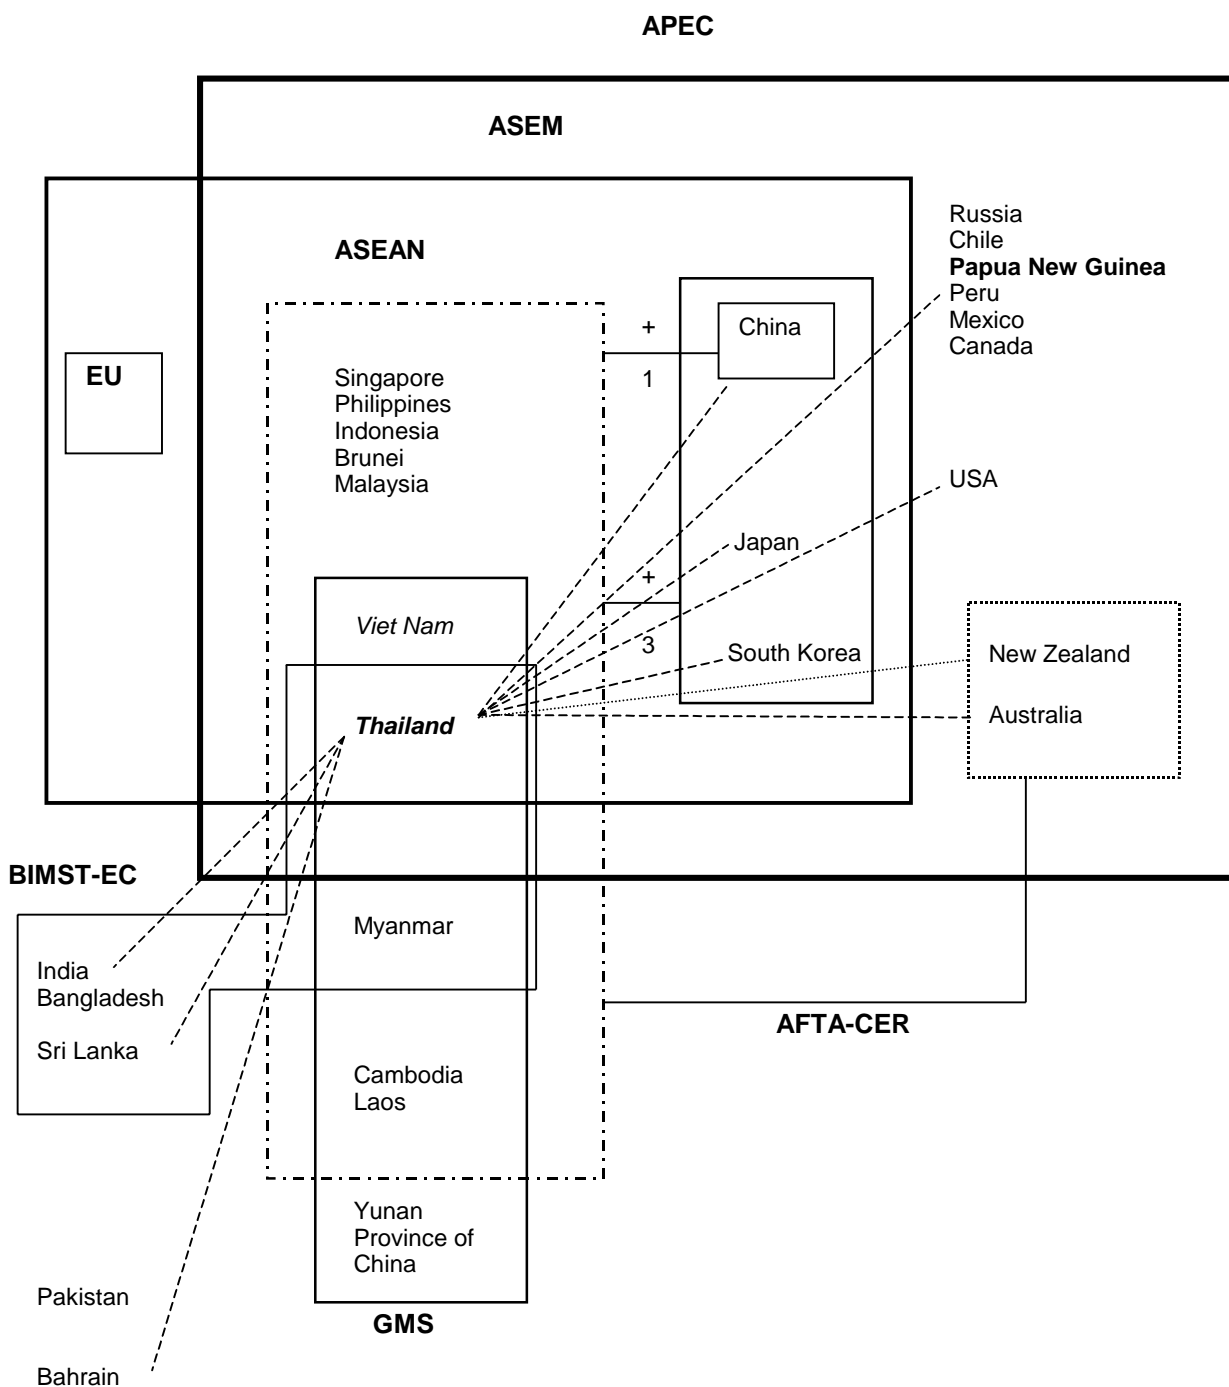 APEC
ASEM
Russia
Chile
Papua New Guinea
Peru
Mexico
Canada
ASEAN
+
China
EU
1
Singapore
Philippines
Indonesia
Brunei
Malaysia
USA
Japan
+
Viet Nam
3
South Korea
New Zealand
Thailand
Australia
BIMST-EC
Myanmar
India
Bangladesh
AFTA-CER
Sri Lanka
Cambodia
Laos
Yunan
Province of
China
Pakistan
GMS
Bahrain